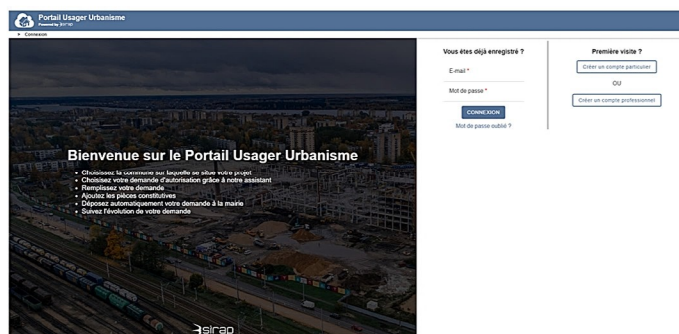 Portail Usager Urbanisme
Powered by sirap
Connexion
Bienvenue sur le Portail Usager Urbanisme
Choisissez la commune sur laquelle se situe votre projet
Choisisez votre demande d'autorisation grâce à notre assistant
Remplissez votre demande
Ajoutez les pièces constitutives
Déposez automatiquement votre demande à la mairie
Suivez l'évolution de votre demande
sirap
Vous êtes déjà enregistré ?
E-mail *
Mot de passe *
CONNEXION
Mot de passe oublié ?
Première visite ?
Créer un compte particulier
OU
Créer un compte professionnel